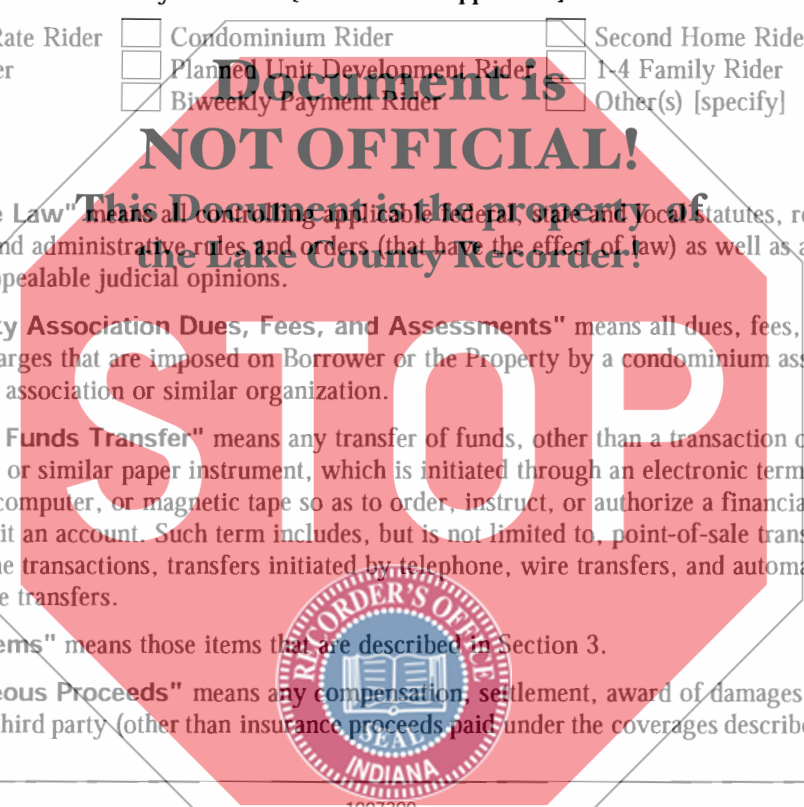 Rate Rider Condominium Rider Second Home Ride
er Planned Unit Development Rider 1-4 Family Rider
Biweekly Payment Rider Other(s) [specify]
Document is
NOT OFFICIAL!
This Document is the property of
the Lake County Recorder!
e Law" means all controlling applicable federal, state and local statutes, re
nd administrative rules and orders (that have the effect of law) as well as a
ppealable judicial opinions.
ty Association Dues, Fees, and Assessments" means all dues, fees,
arges that are imposed on Borrower or the Property by a condominium ass
association or similar organization.
STOP
Funds Transfer" means any transfer of funds, other than a transaction o
or similar paper instrument, which is initiated through an electronic term
computer, or magnetic tape so as to order, instruct, or authorize a financia
it an account. Such term includes, but is not limited to, point-of-sale trans
ne transactions, transfers initiated by telephone, wire transfers, and automa
e transfers.
ems" means those items that are described in Section 3.
eous Proceeds" means any compensation, settlement, award of damages
third party (other than insurance proceeds paid under the coverages describe
RECORDER'S OFFICE
SEAL
INDIANA